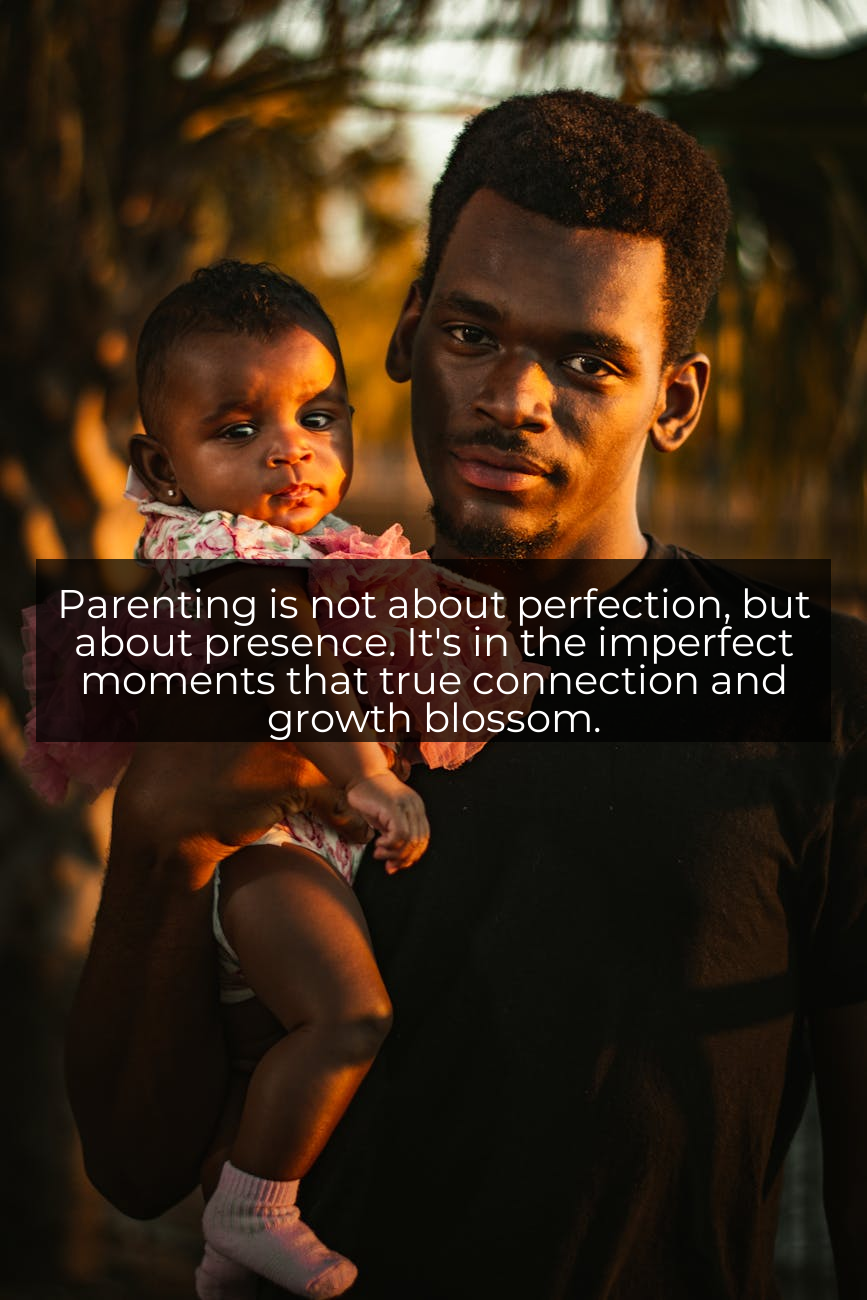 Parenting is not about perfection, but
about presence. It's in the imperfect
moments that true connection and
growth blossom.